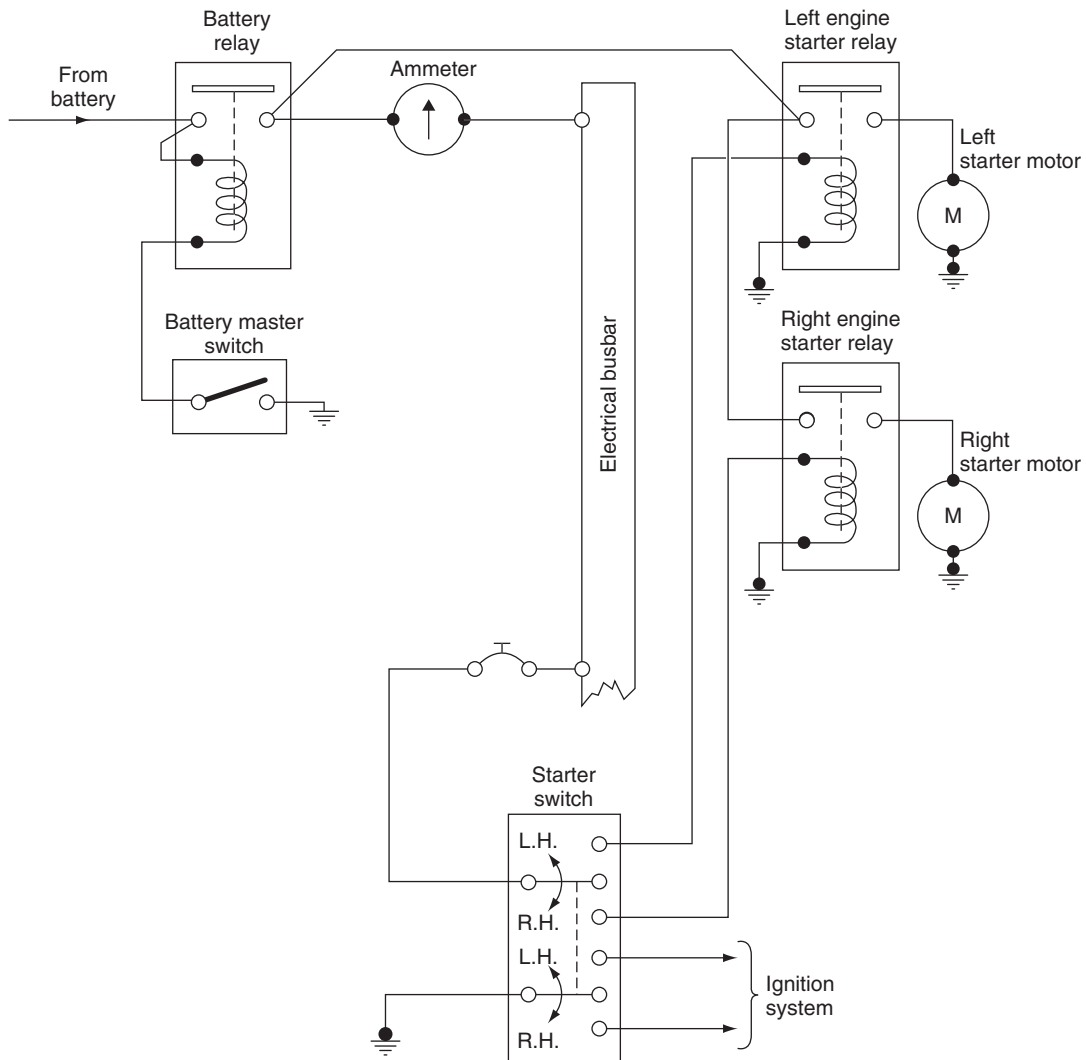 Battery
relay
From
battery
Ammeter
Left engine
starter relay
Left
starter motor
M
Battery master
switch
Electrical busbar
Right engine
starter relay
Right
starter motor
M
Starter
switch
L.H.
R.H.
L.H.
R.H.
Ignition
system